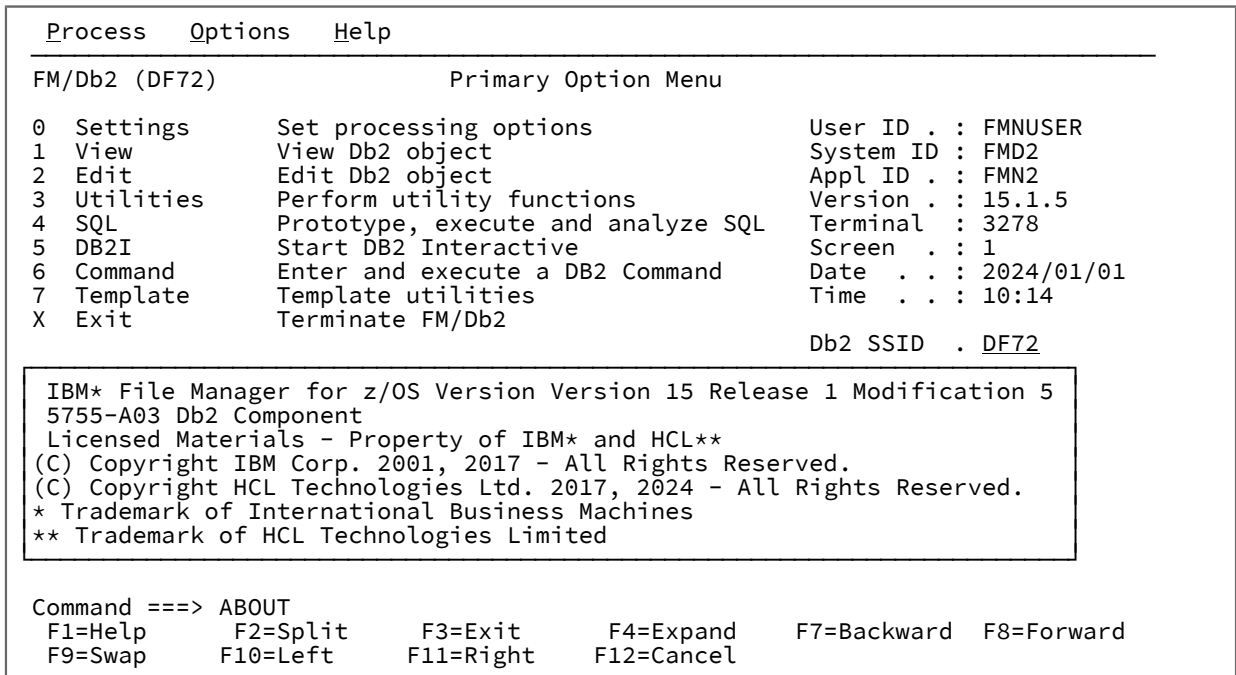 Process   Options   Help
FM/Db2 (DF72)               Primary Option Menu
0  Settings      Set processing options               User ID . : FMNUSER
1  View          View Db2 object                      System ID : FMD2
2  Edit          Edit Db2 object                      Appl ID . : FMN2
3  Utilities     Perform utility functions            Version . : 15.1.5
4  SQL           Prototype, execute and analyze SQL   Terminal  : 3278
5  DB2I          Start DB2 Interactive                Screen  . : 1
6  Command       Enter and execute a DB2 Command      Date  . . : 2024/01/01
7  Template      Template utilities                   Time  . . : 10:14
X  Exit          Terminate FM/Db2
Db2 SSID  . DF72
IBM* File Manager for z/OS Version Version 15 Release 1 Modification 5
5755-A03 Db2 Component
Licensed Materials - Property of IBM* and HCL**
(C) Copyright IBM Corp. 2001, 2017 - All Rights Reserved.
(C) Copyright HCL Technologies Ltd. 2017, 2024 - All Rights Reserved.
* Trademark of International Business Machines
** Trademark of HCL Technologies Limited
Command ===> ABOUT
F1=Help      F2=Split     F3=Exit      F4=Expand    F7=Backward  F8=Forward
F9=Swap     F10=Left     F11=Right    F12=Cancel